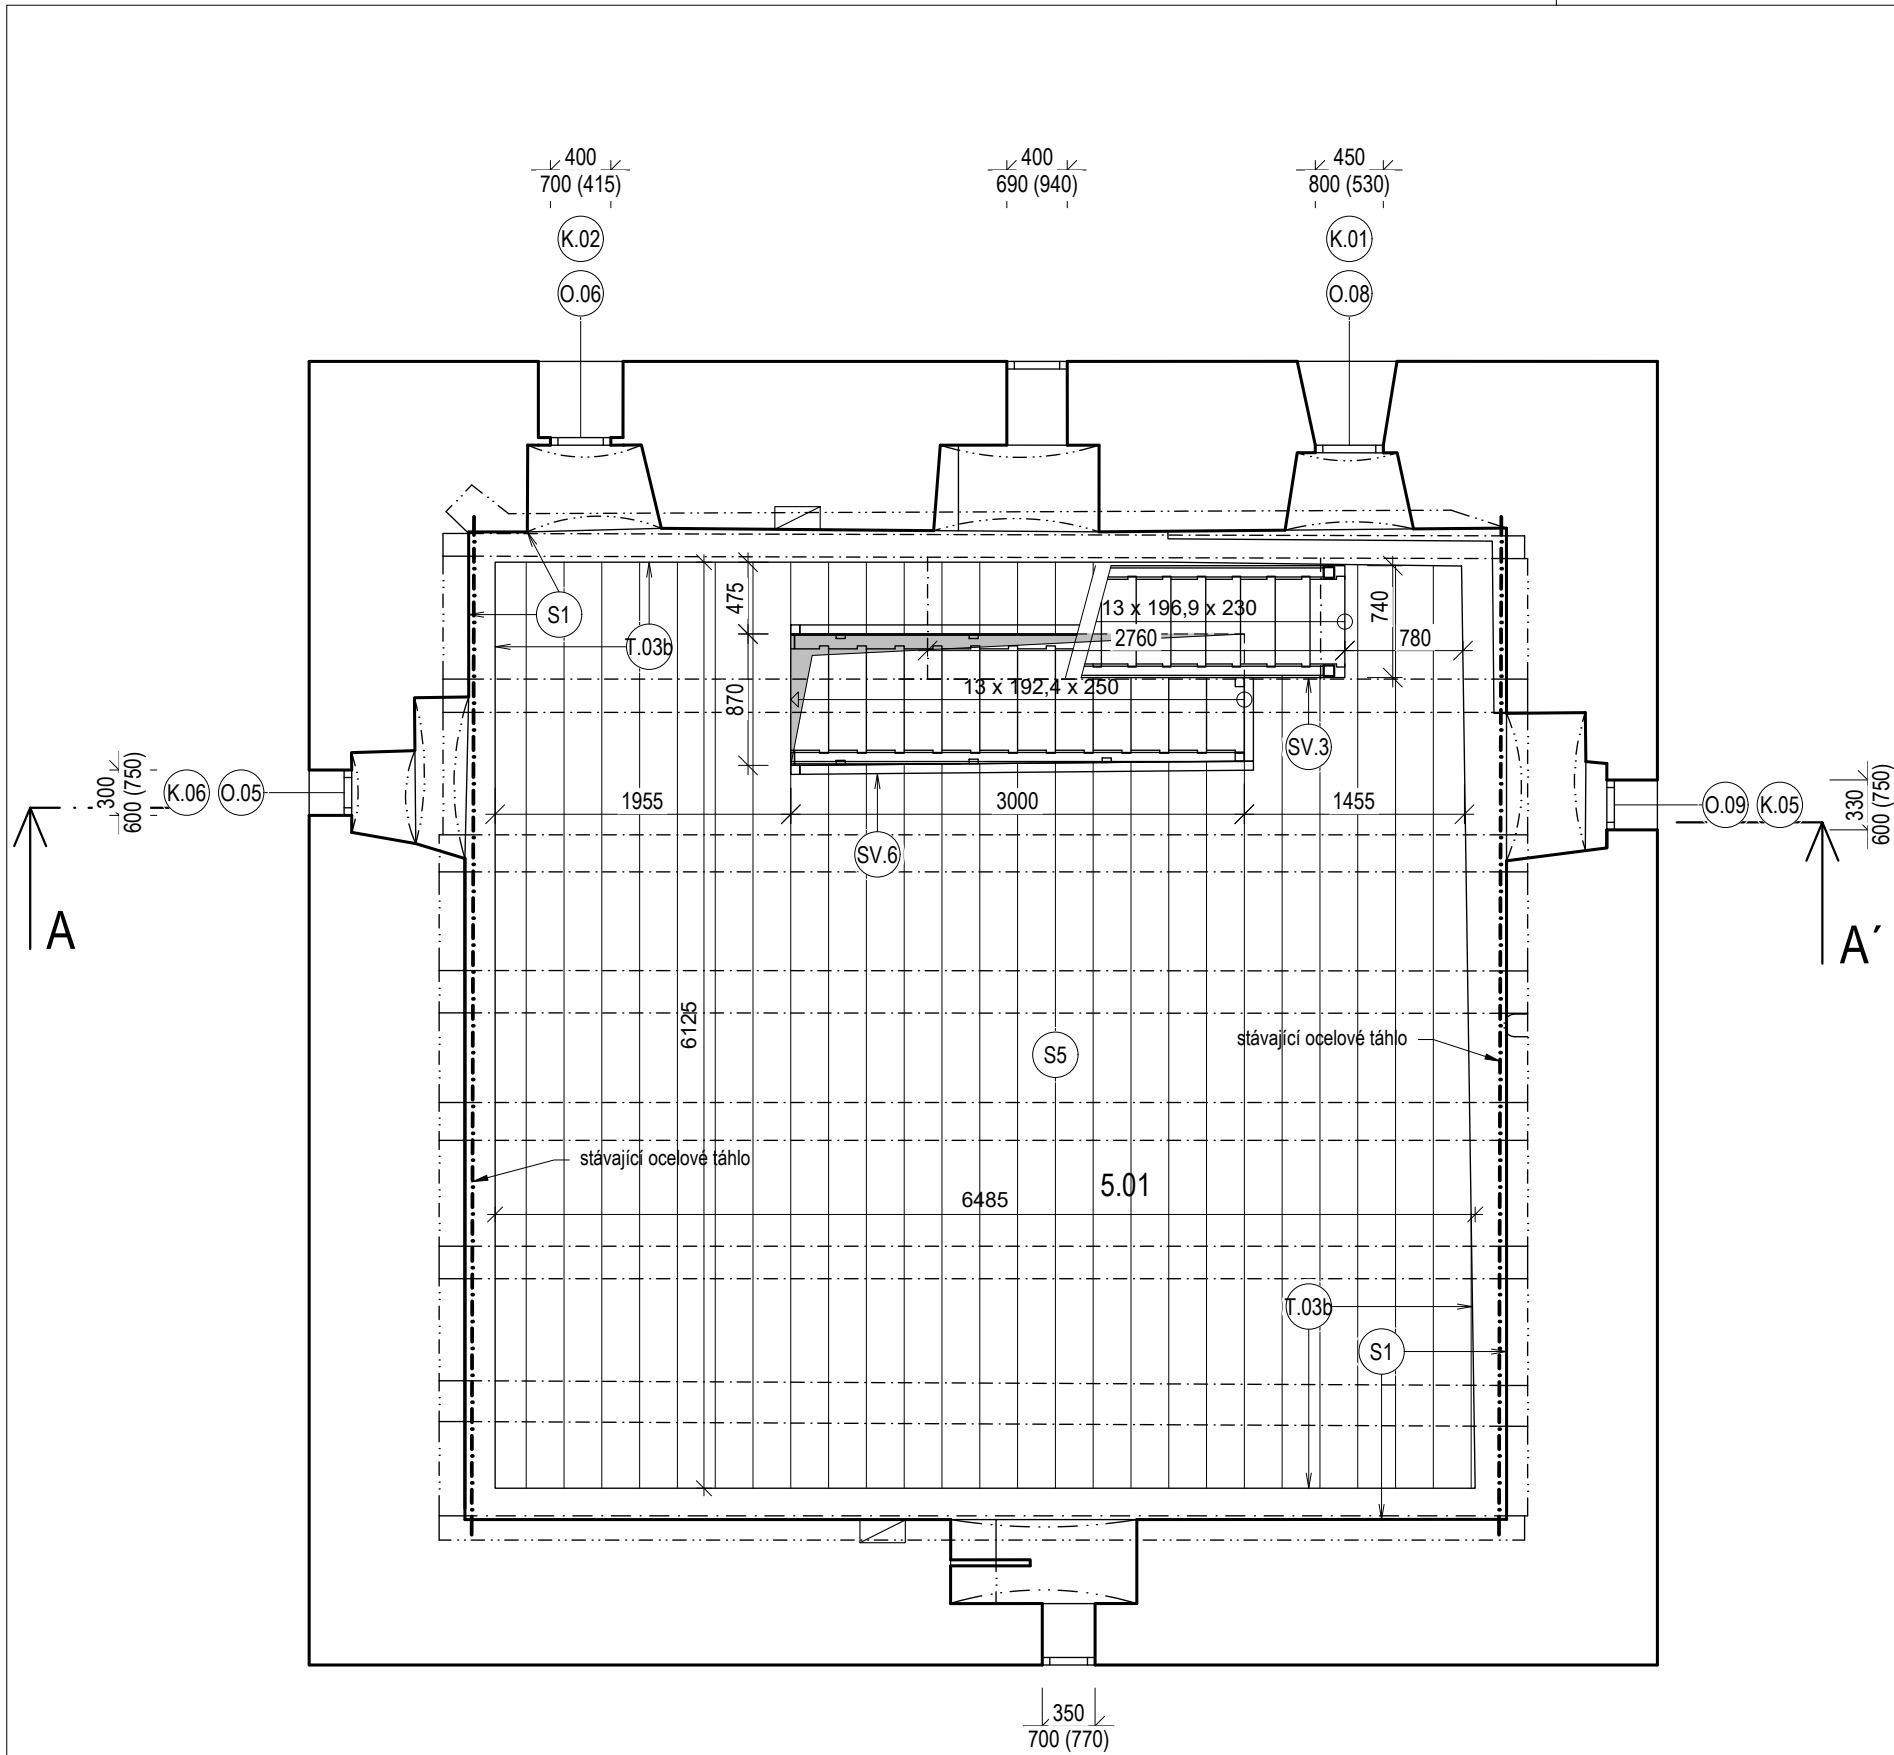 400
700 (415)
400
690 (940)
450
800 (530)
K.02
K.01
O.06
O.08
475
S1
T.03b
13 x 196,9 x 230
740
2760
780
870
13 x 192,4 x 250
SV.3
300
600 (750)
K.06
O.05
1955
3000
1455
O.09
K.05
330
600 (750)
SV.6
A
A´
6125
S5
stávající ocelové táhlo
stávající ocelové táhlo
5.01
6485
T.03b
S1
350
700 (770)